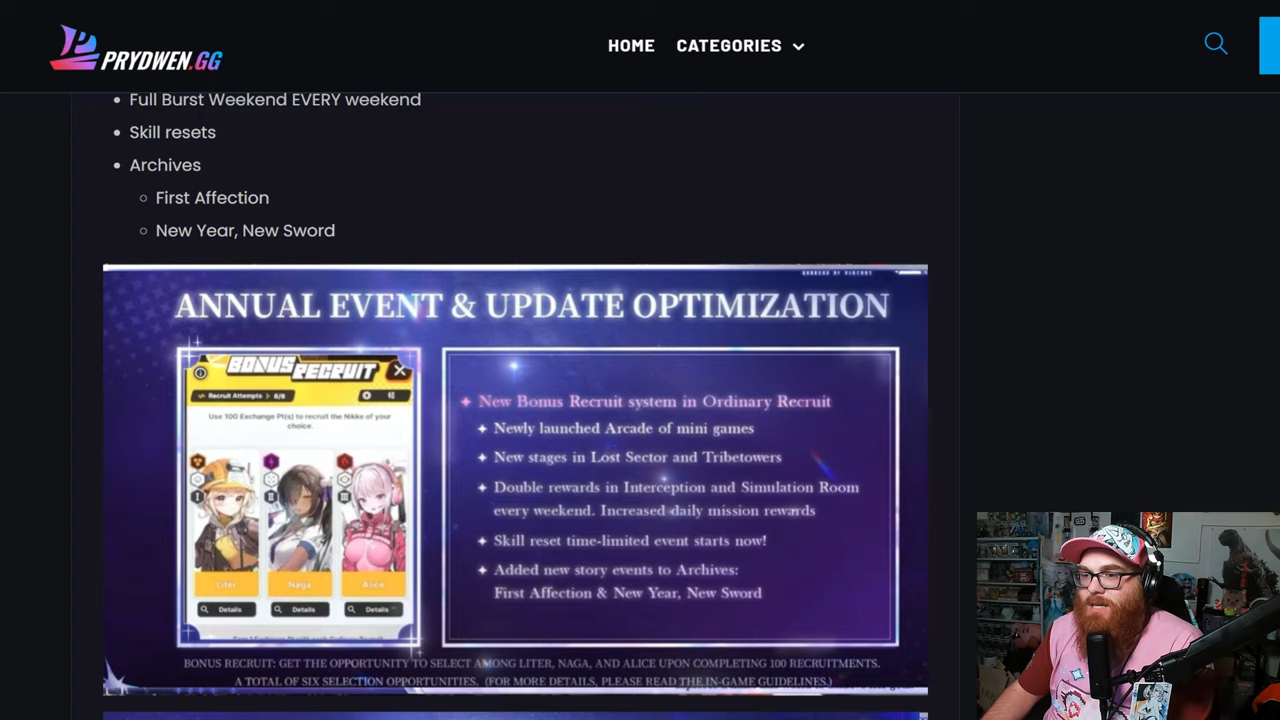 PRYDWEN.GG
HOME
CATEGORIES
Full Burst Weekend EVERY weekend
Skill resets
Archives
First Affection
New Year, New Sword
ANNUAL EVENT & UPDATE OPTIMIZATION
BONUS RECRUIT
Recruit Attempts > 6/6
Use 100 Exchange Pt(s) to recruit the Nikke of your
choice.
Liter
Naga
Alice
Details
Details
Details
New Bonus Recruit system in Ordinary Recruit
Newly launched Arcade of mini games
New stages in Lost Sector and Tribetowers
Double rewards in Interception and Simulation Room
every weekend. Increased daily mission rewards
Skill reset time-limited event starts now!
Added new story events to Archives:
First Affection & New Year, New Sword
BONUS RECRUIT: GET THE OPPORTUNITY TO SELECT AMONG LITER, NAGA, AND ALICE UPON COMPLETING 100 RECRUITMENTS.
A TOTAL OF SIX SELECTION OPPORTUNITIES. (FOR MORE DETAILS, PLEASE READ THE IN-GAME GUIDELINES.)